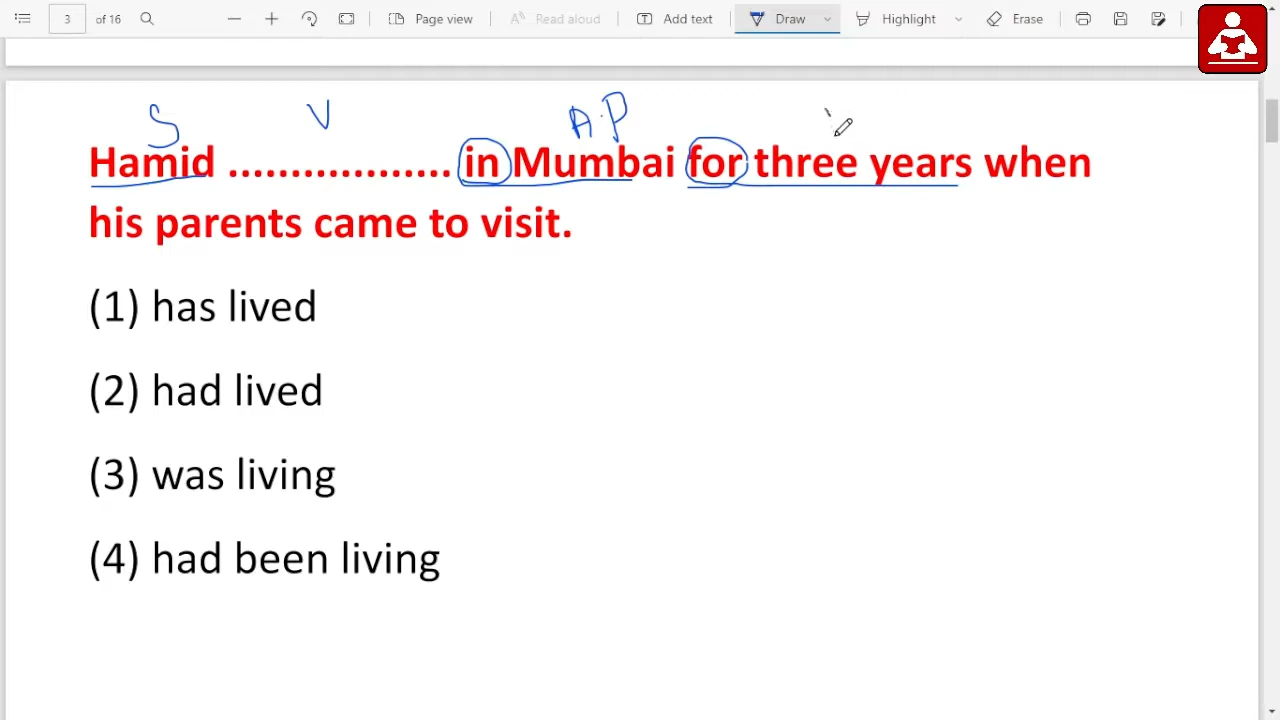 3 of 16 Page view Read aloud Add text Draw Highlight Erase
S V A.P
Hamid ................... in Mumbai for three years when
his parents came to visit.
(1) has lived
(2) had lived
(3) was living
(4) had been living